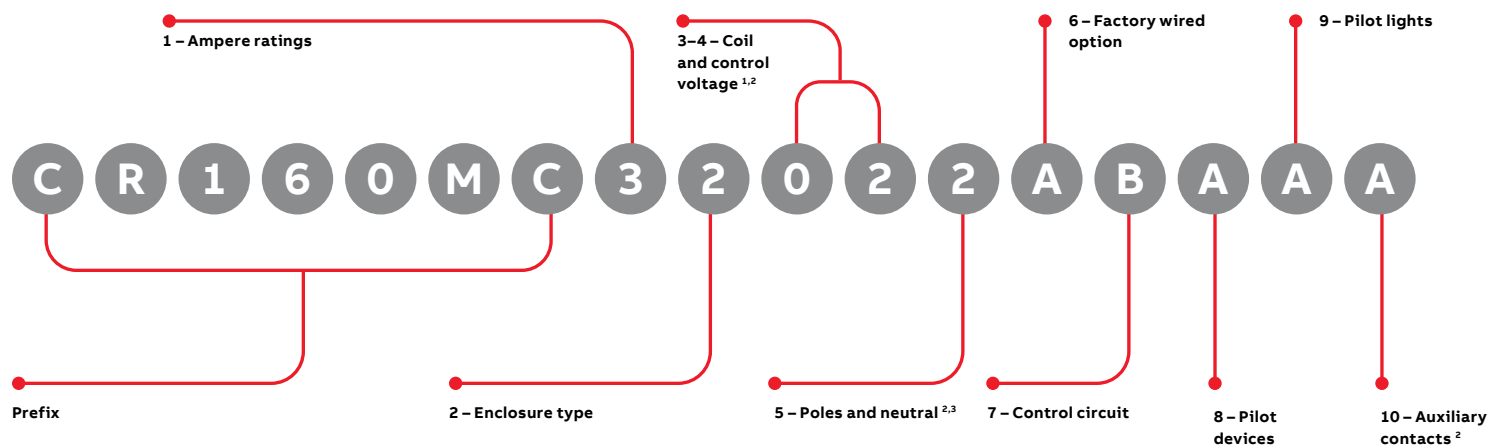 1 – Ampere ratings
3–4 – Coil
and control
voltage 1,2
6 – Factory wired
option
9 – Pilot lights
C R 1 6 0 M C 3 2 0 2 2 A B A A A
Prefix
2 – Enclosure type
5 – Poles and neutral 2,3
7 – Control circuit
8 – Pilot
devices
10 – Auxiliary
contacts 2